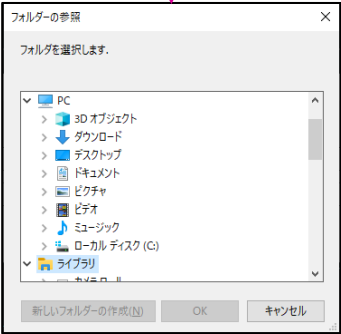 フォルダーの参照
フォルダを選択します.
PC
3D オブジェクト
ダウンロード
デスクトップ
ドキュメント
ピクチャ
ビデオ
ミュージック
ローカル ディスク (C:)
ライブラリ
新しいフォルダーの作成(N)
OK
キャンセル